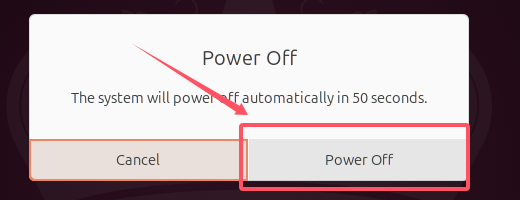 Power Off
The system will power off automatically in 50 seconds.
Cancel
Power Off